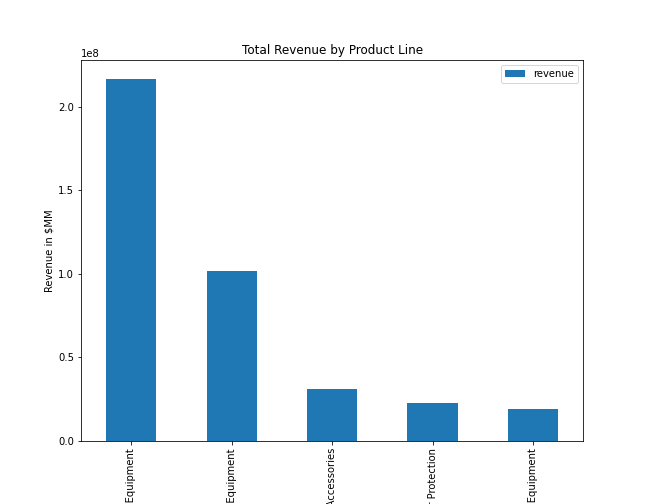 Total Revenue by Product Line
1e8
revenue
2.0
1.5
1.0
0.5
0.0
Revenue in $MM
Equipment
Equipment
Accessories
Protection
Equipment